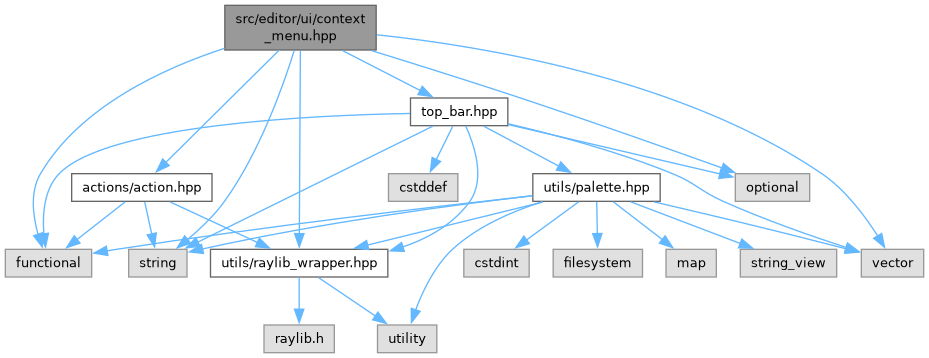 src/editor/ui/context
_menu.hpp
top_bar.hpp
actions/action.hpp
cstddef
utils/palette.hpp
optional
functional
string
utils/raylib_wrapper.hpp
cstdint
filesystem
map
string_view
vector
raylib.h
utility